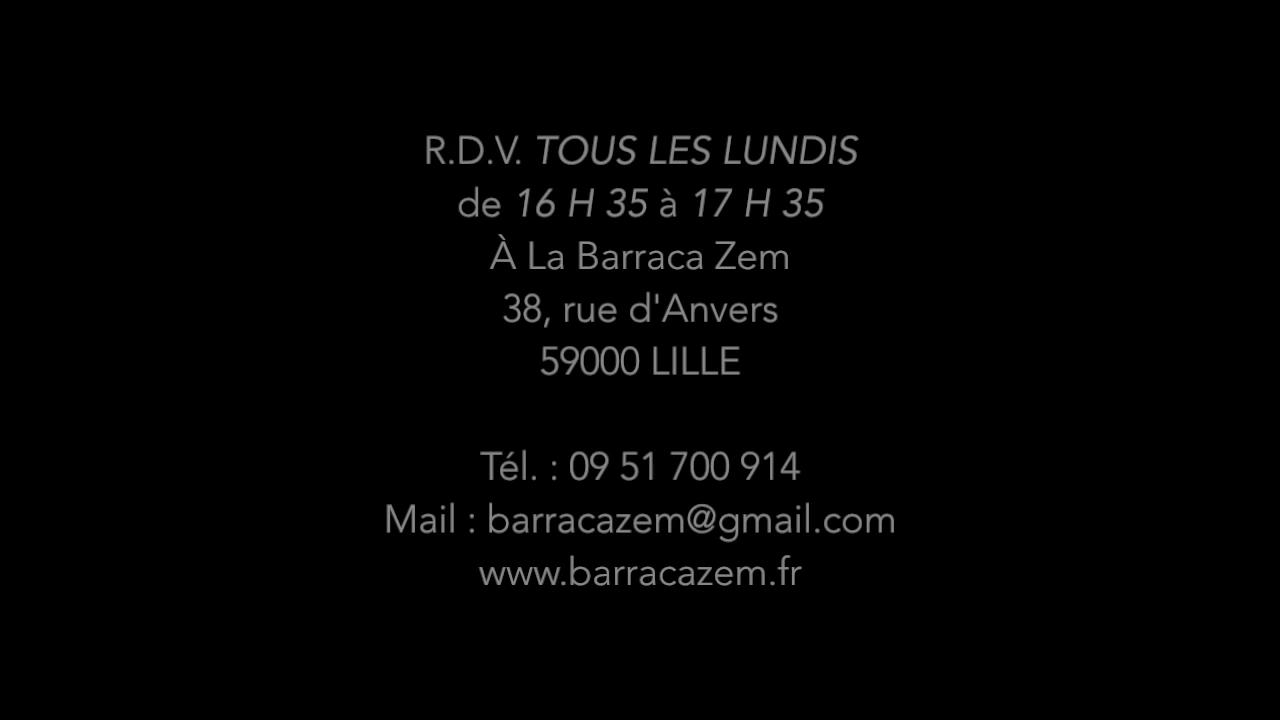 R.D.V. TOUS LES LUNDIS
de 16 H 35 à 17 H 35
À La Barraca Zem
38, rue d'Anvers
59000 LILLE
Tél. : 09 51 700 914
Mail : barracazem@gmail.com
www.barracazem.fr